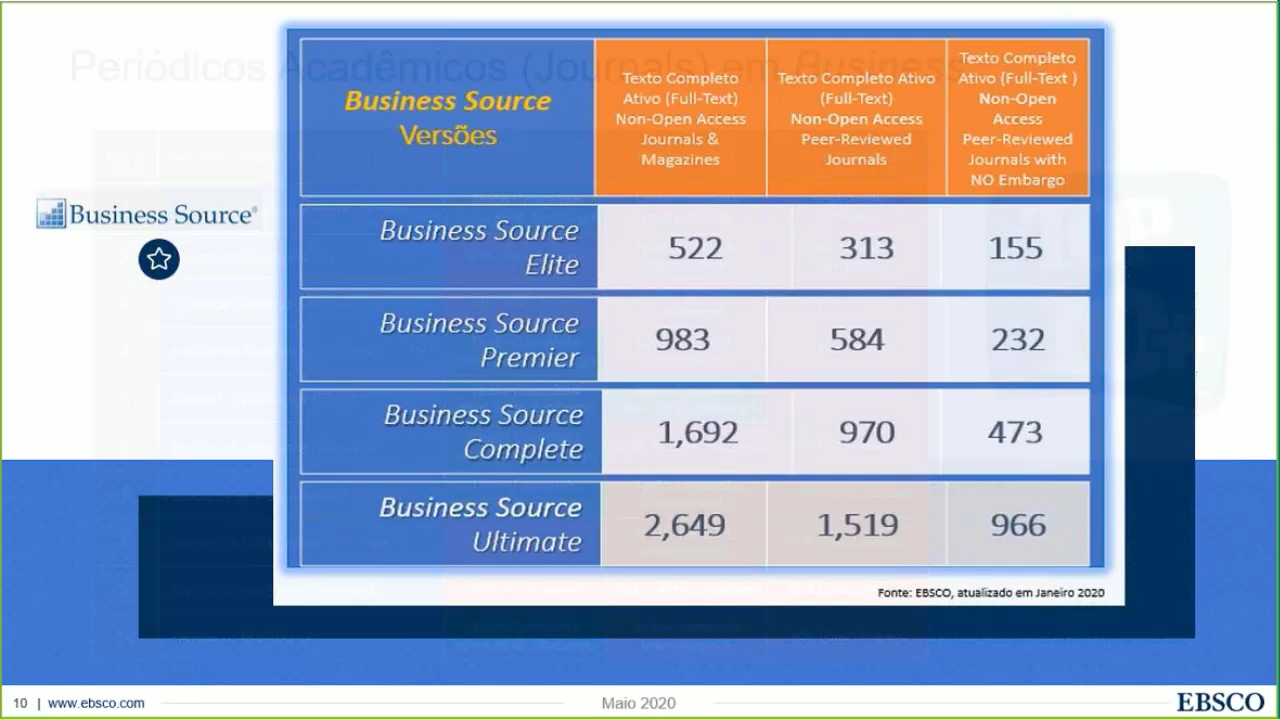 Periódicos Acadêmicos (Journals) em Business
Business Source
Versões
Texto Completo
Ativo (Full-Text)
Non-Open Access
Journals &
Magazines
Texto Completo Ativo
(Full-Text)
Non-Open Access
Peer-Reviewed
Journals
Texto Completo
Ativo (Full-Text )
Non-Open
Access
Peer-Reviewed
Journals with
NO Embargo
Business Source®
Business Source
Elite
522
313
155
Business Source
Premier
983
584
232
Business Source
Complete
1,692
970
473
Business Source
Ultimate
2,649
1,519
966
Fonte: EBSCO, atualizado em Janeiro 2020
10 | www.ebsco.com
Maio 2020
EBSCO